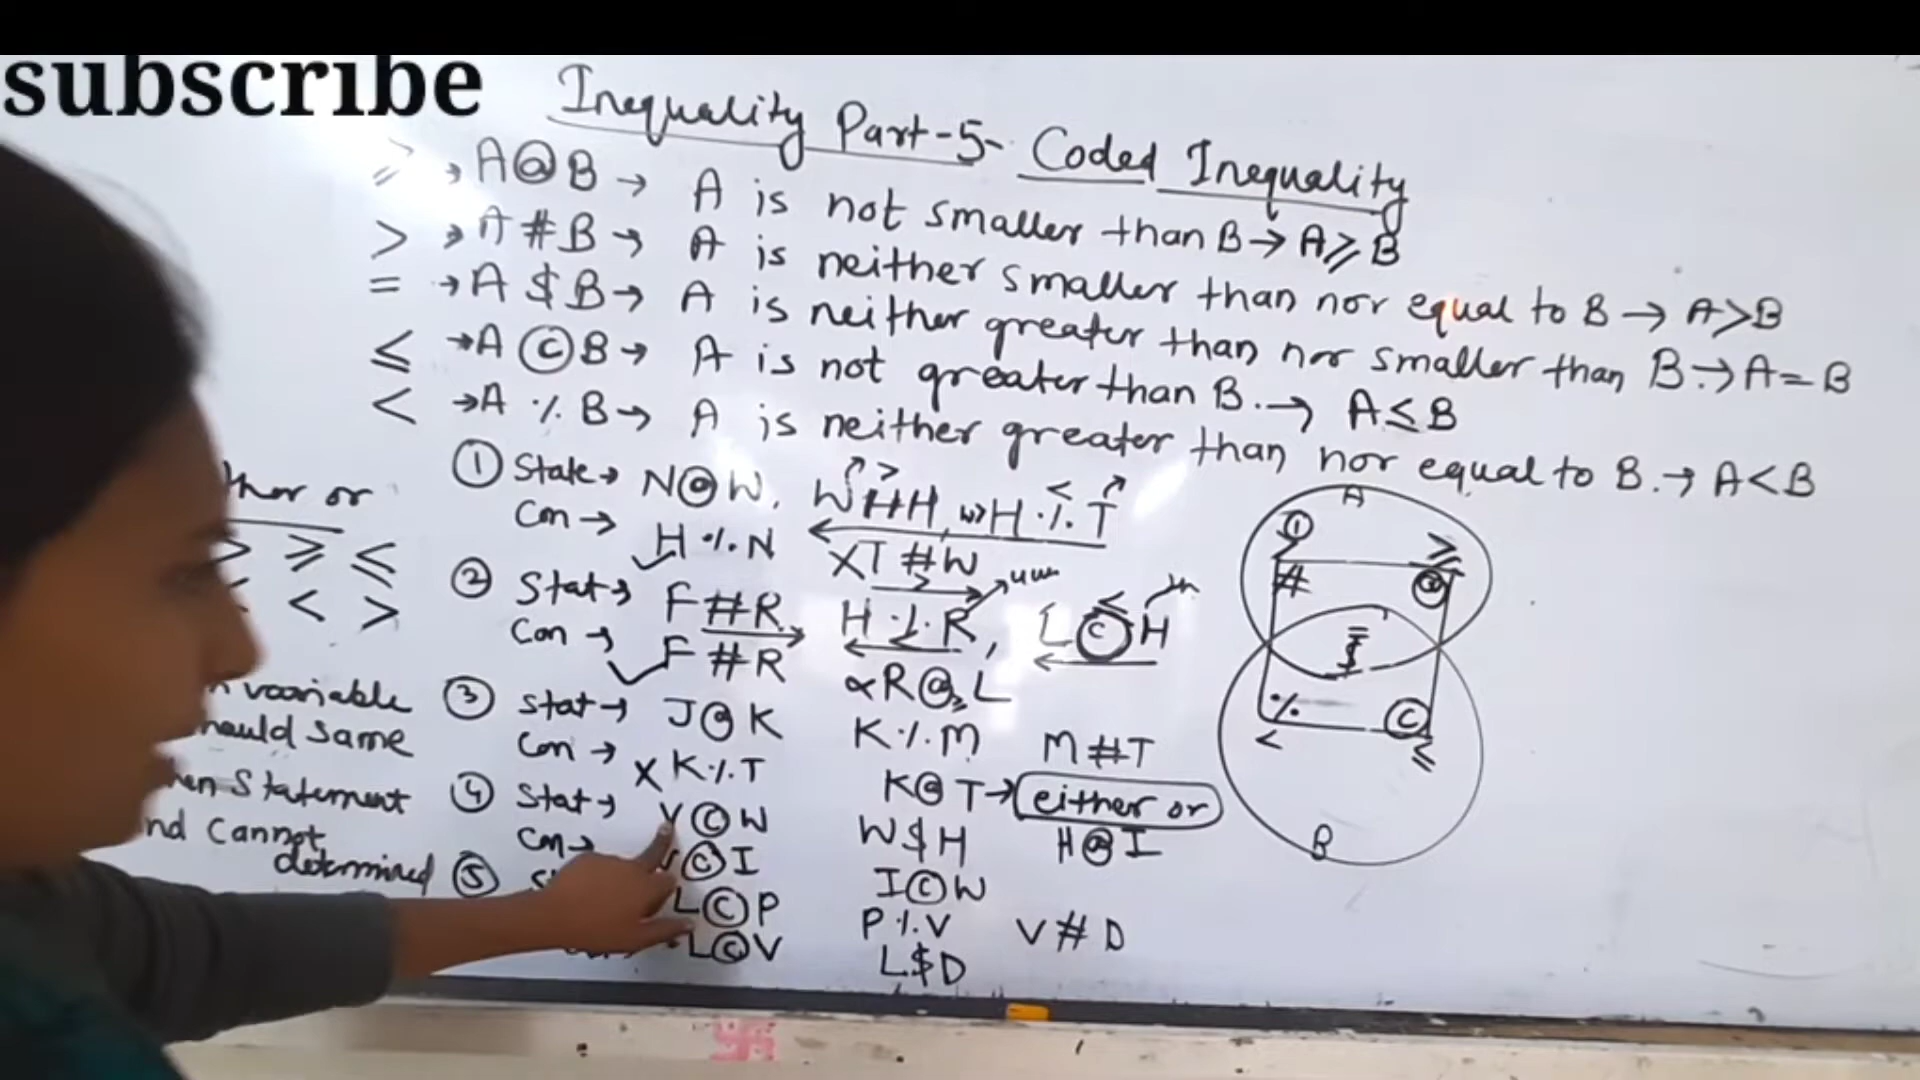 subscribe
Inequality Part-5- Coded Inequality
≥ → A@B → A is not smaller than B → A≥B
> → A#B → A is neither smaller than nor equal to B → A>B
= → A$B → A is neither greater than nor smaller than B. → A=B
≤ → A©B → A is not greater than B. → A≤B
< → A%B → A is neither greater than nor equal to B. → A<B
or
> ≥ ≤
< >
variable
should same
Statement
and cannot
determined
① State → N@W, W#H, H%T
Con → H%N T#W
② Stat → F#R H%R, L©H
Con → F#R R@L
③ Stat → J@K K%M M#T
Con → K%T K@T → either or
④ Stat → V©W W$H H@I
Con → ©I I©W
⑤ L©P P%V V#D
L©V L$D
A
①
> ≥
# @
=
$
% ©
< ≤
B